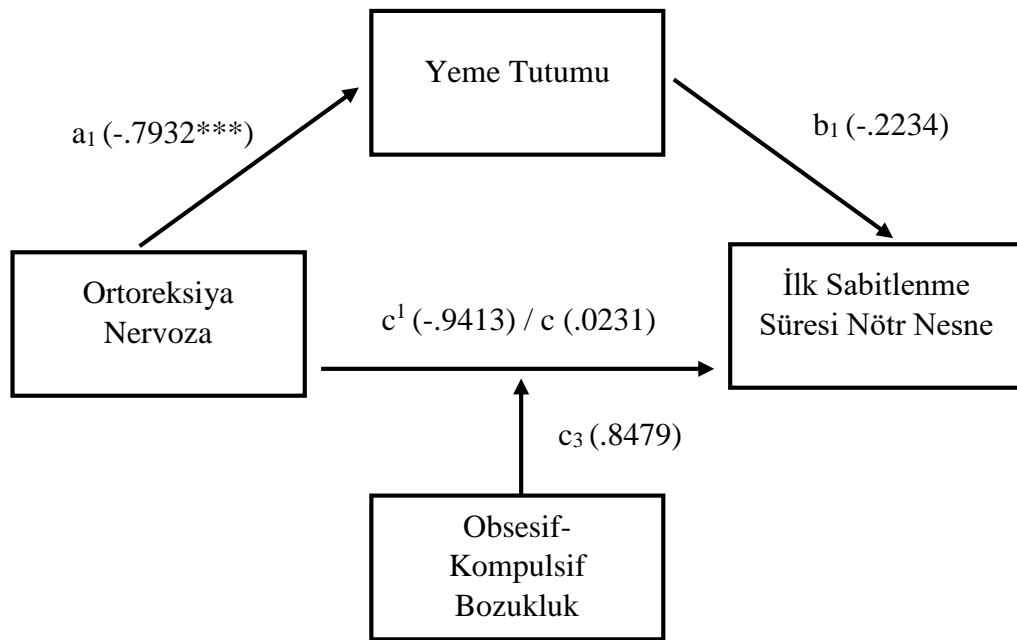 Yeme Tutumu
a₁ (-.7932***)
b₁ (-.2234)
Ortoreksiya
Nervoza
c¹ (-.9413) / c (.0231)
İlk Sabitlenme
Süresi Nötr Nesne
c₃ (.8479)
Obsesif-
Kompulsif
Bozukluk